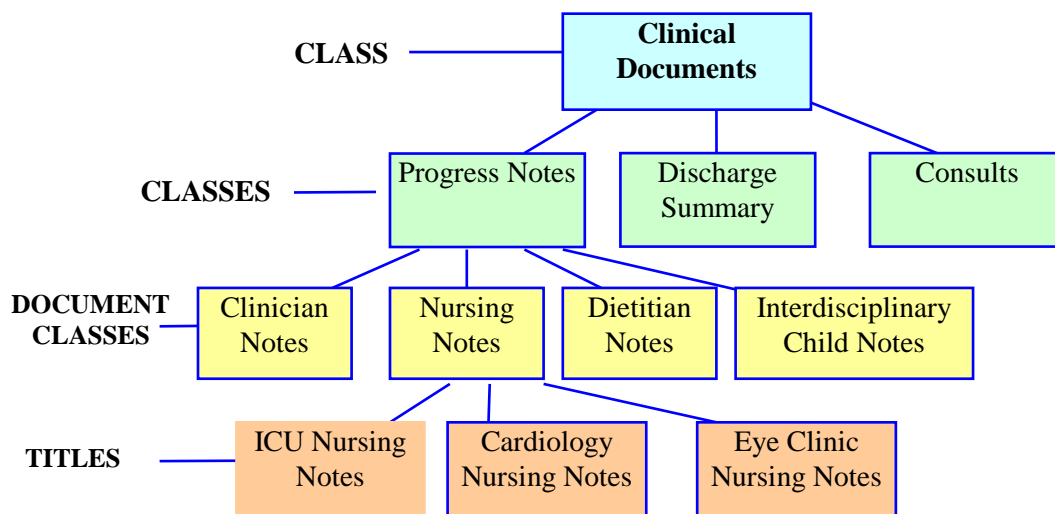 CLASS
Clinical
Documents
CLASSES
Progress Notes
Discharge
Summary
Consults
DOCUMENT
CLASSES
Clinician
Notes
Nursing
Notes
Dietitian
Notes
Interdisciplinary
Child Notes
TITLES
ICU Nursing
Notes
Cardiology
Nursing Notes
Eye Clinic
Nursing Notes